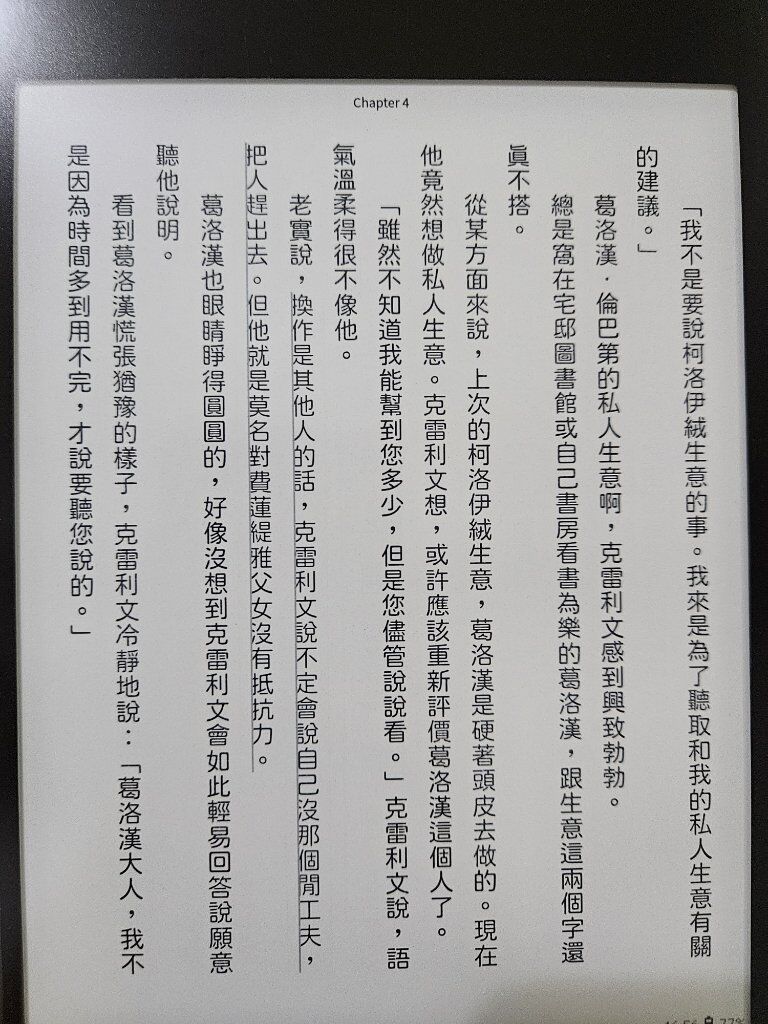 Chapter 4
「我不是要說柯洛伊絨生意的事。我來是為了聽取和我的私人生意有關
的建議。」
葛洛漢．倫巴第的私人生意啊，克雷利文感到興致勃勃。
總是窩在宅邸圖書館或自己書房看書為樂的葛洛漢，跟生意這兩個字還
真不搭。
從某方面來說，上次的柯洛伊絨生意，葛洛漢是硬著頭皮去做的。現在
他竟然想做私人生意。克雷利文想，或許應該重新評價葛洛漢這個人了。
「雖然不知道我能幫到您多少，但是您儘管說說看。」克雷利文說，語
氣溫柔得很不像他。
老實說，換作是其他人的話，克雷利文說不定會說自己沒那個閒工夫，
把人趕出去。但他就是莫名對費蓮緹雅父女沒有抵抗力。
葛洛漢也眼睛睜得圓圓的，好像沒想到克雷利文會如此輕易回答說願意
聽他說明。
看到葛洛漢慌張猶豫的樣子，克雷利文冷靜地說：「葛洛漢大人，我不
是因為時間多到用不完，才說要聽您說的。」